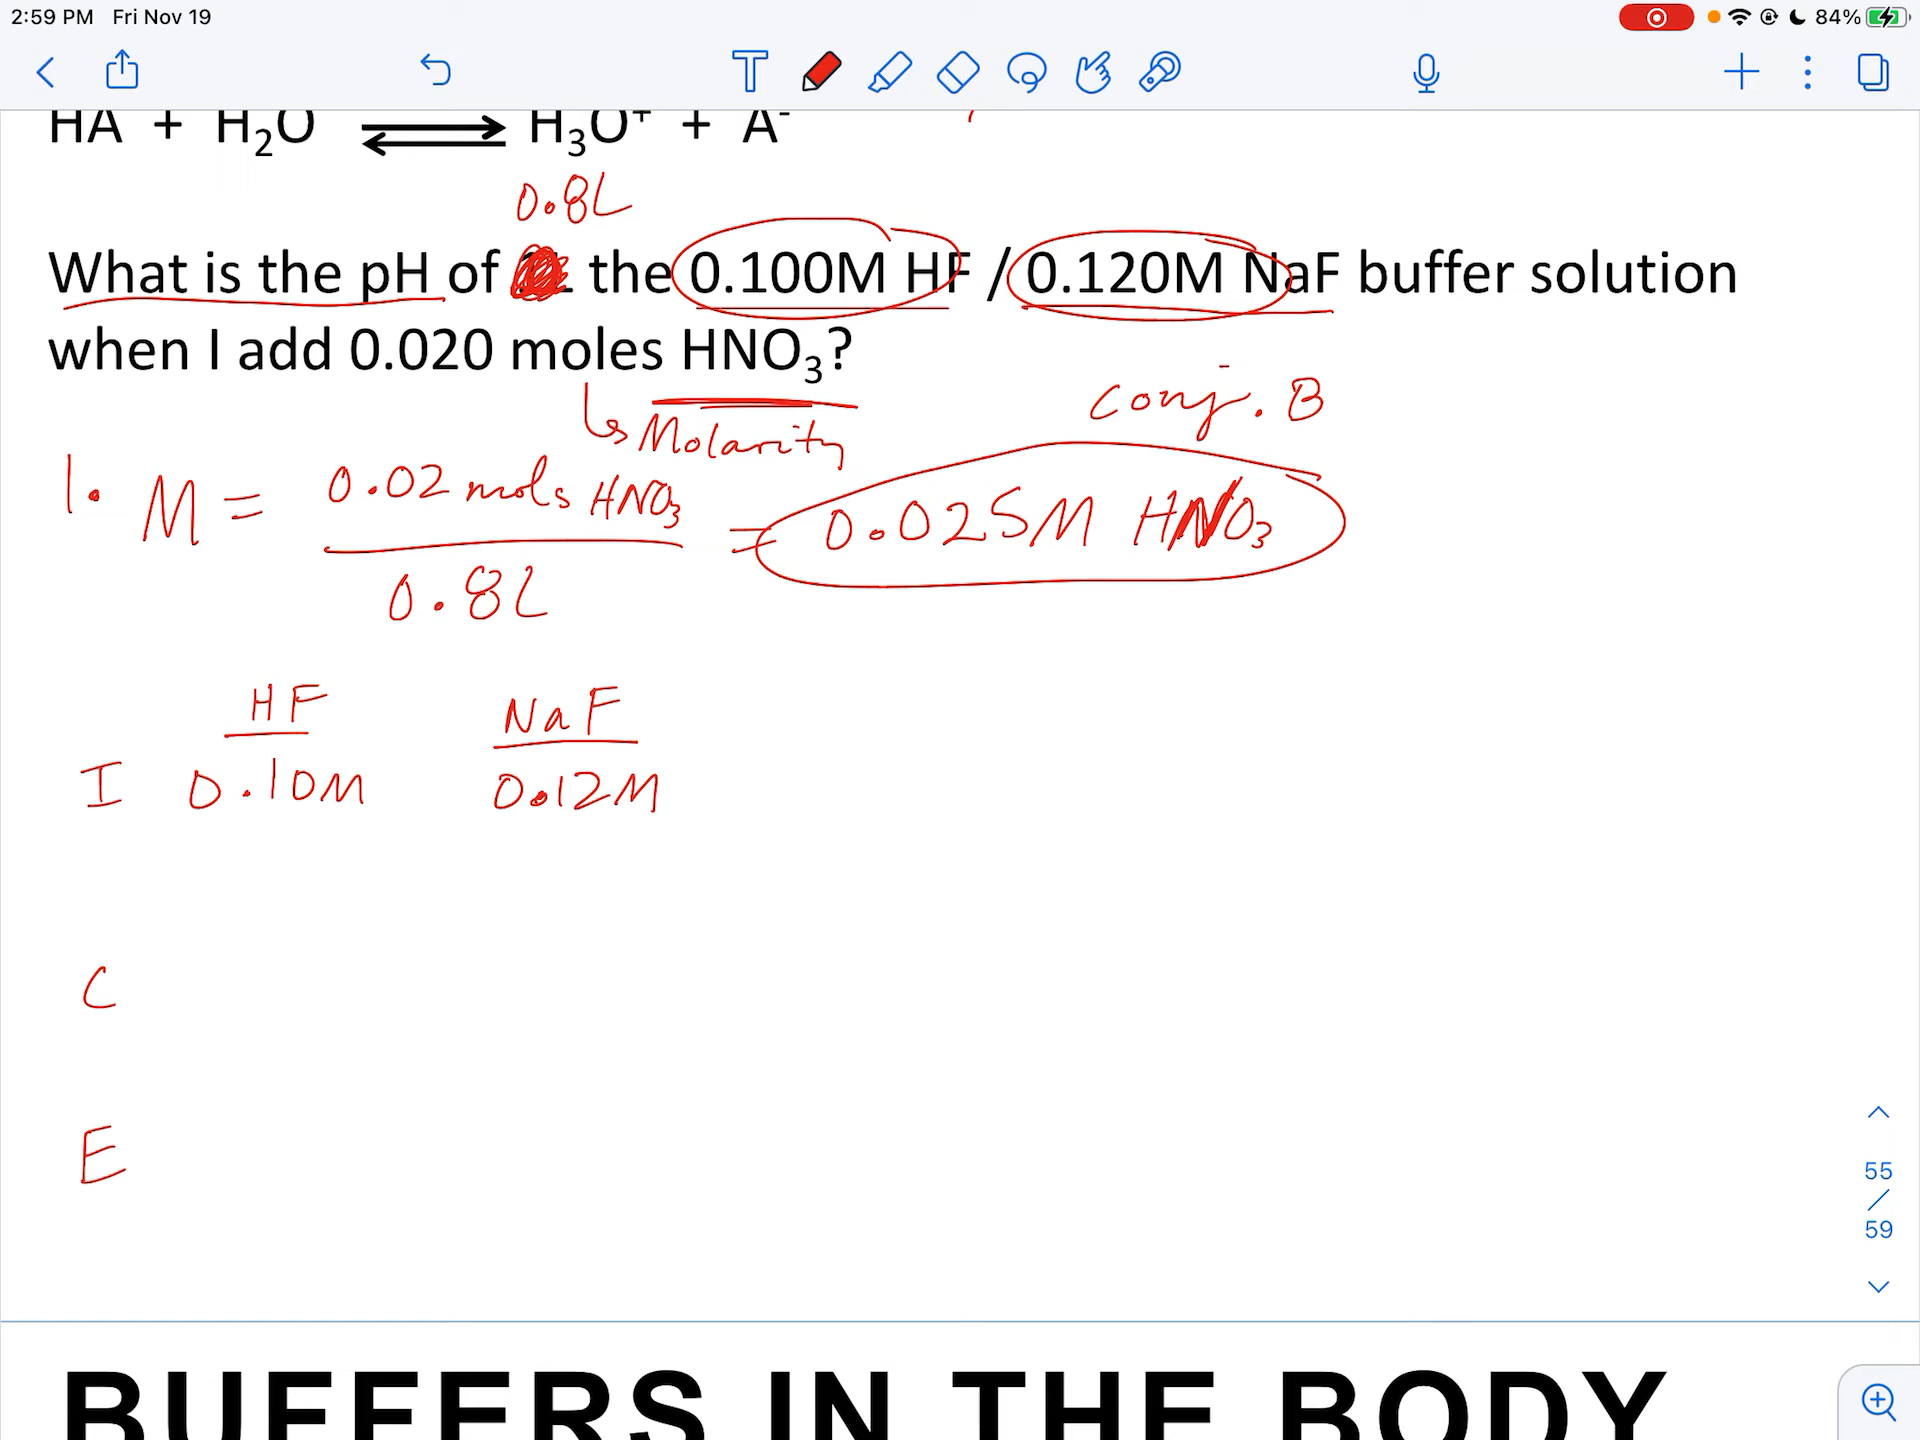 2:59 PM Fri Nov 19 84%
HA + H₂O ⇌ H₃O⁺ + A⁻
0.8L
What is the pH of the 0.100M HF / 0.120M NaF buffer solution
when I add 0.020 moles HNO₃?
↳ Molarity
Conj. B
1. M = 0.02 mols HNO₃ / 0.8L = 0.025M HNO₃
HF NaF
I 0.10M 0.12M
C
E
55
/
59
BUFFERS IN THE BODY